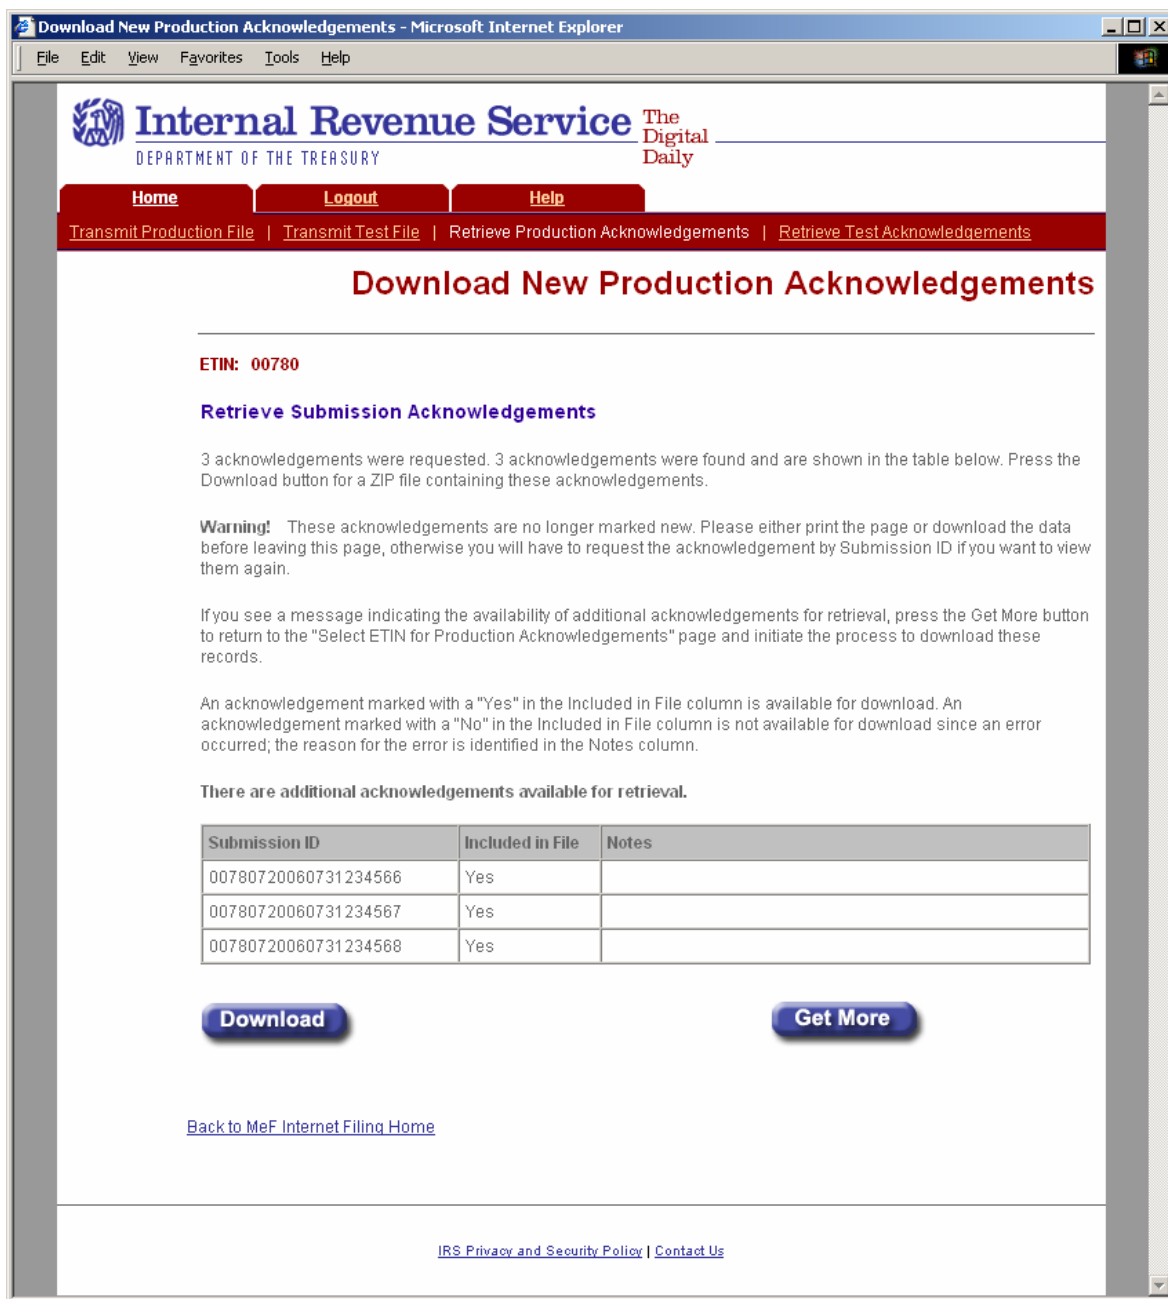 Download New Production Acknowledgements - Microsoft Internet Explorer
File Edit View Favorites Tools Help
Internal Revenue Service
DEPARTMENT OF THE TREASURY
The
Digital
Daily
Home Logout Help
Transmit Production File | Transmit Test File | Retrieve Production Acknowledgements | Retrieve Test Acknowledgements
Download New Production Acknowledgements
ETIN: 00780
Retrieve Submission Acknowledgements
3 acknowledgements were requested. 3 acknowledgements were found and are shown in the table below. Press the
Download button for a ZIP file containing these acknowledgements.
Warning! These acknowledgements are no longer marked new. Please either print the page or download the data
before leaving this page, otherwise you will have to request the acknowledgement by Submission ID if you want to view
them again.
If you see a message indicating the availability of additional acknowledgements for retrieval, press the Get More button
to return to the "Select ETIN for Production Acknowledgements" page and initiate the process to download these
records.
An acknowledgement marked with a "Yes" in the Included in File column is available for download. An
acknowledgement marked with a "No" in the Included in File column is not available for download since an error
occurred; the reason for the error is identified in the Notes column.
There are additional acknowledgements available for retrieval.
Submission ID Included in File Notes
00780720060731234566 Yes
00780720060731234567 Yes
00780720060731234568 Yes
Download Get More
Back to MeF Internet Filing Home
IRS Privacy and Security Policy | Contact Us